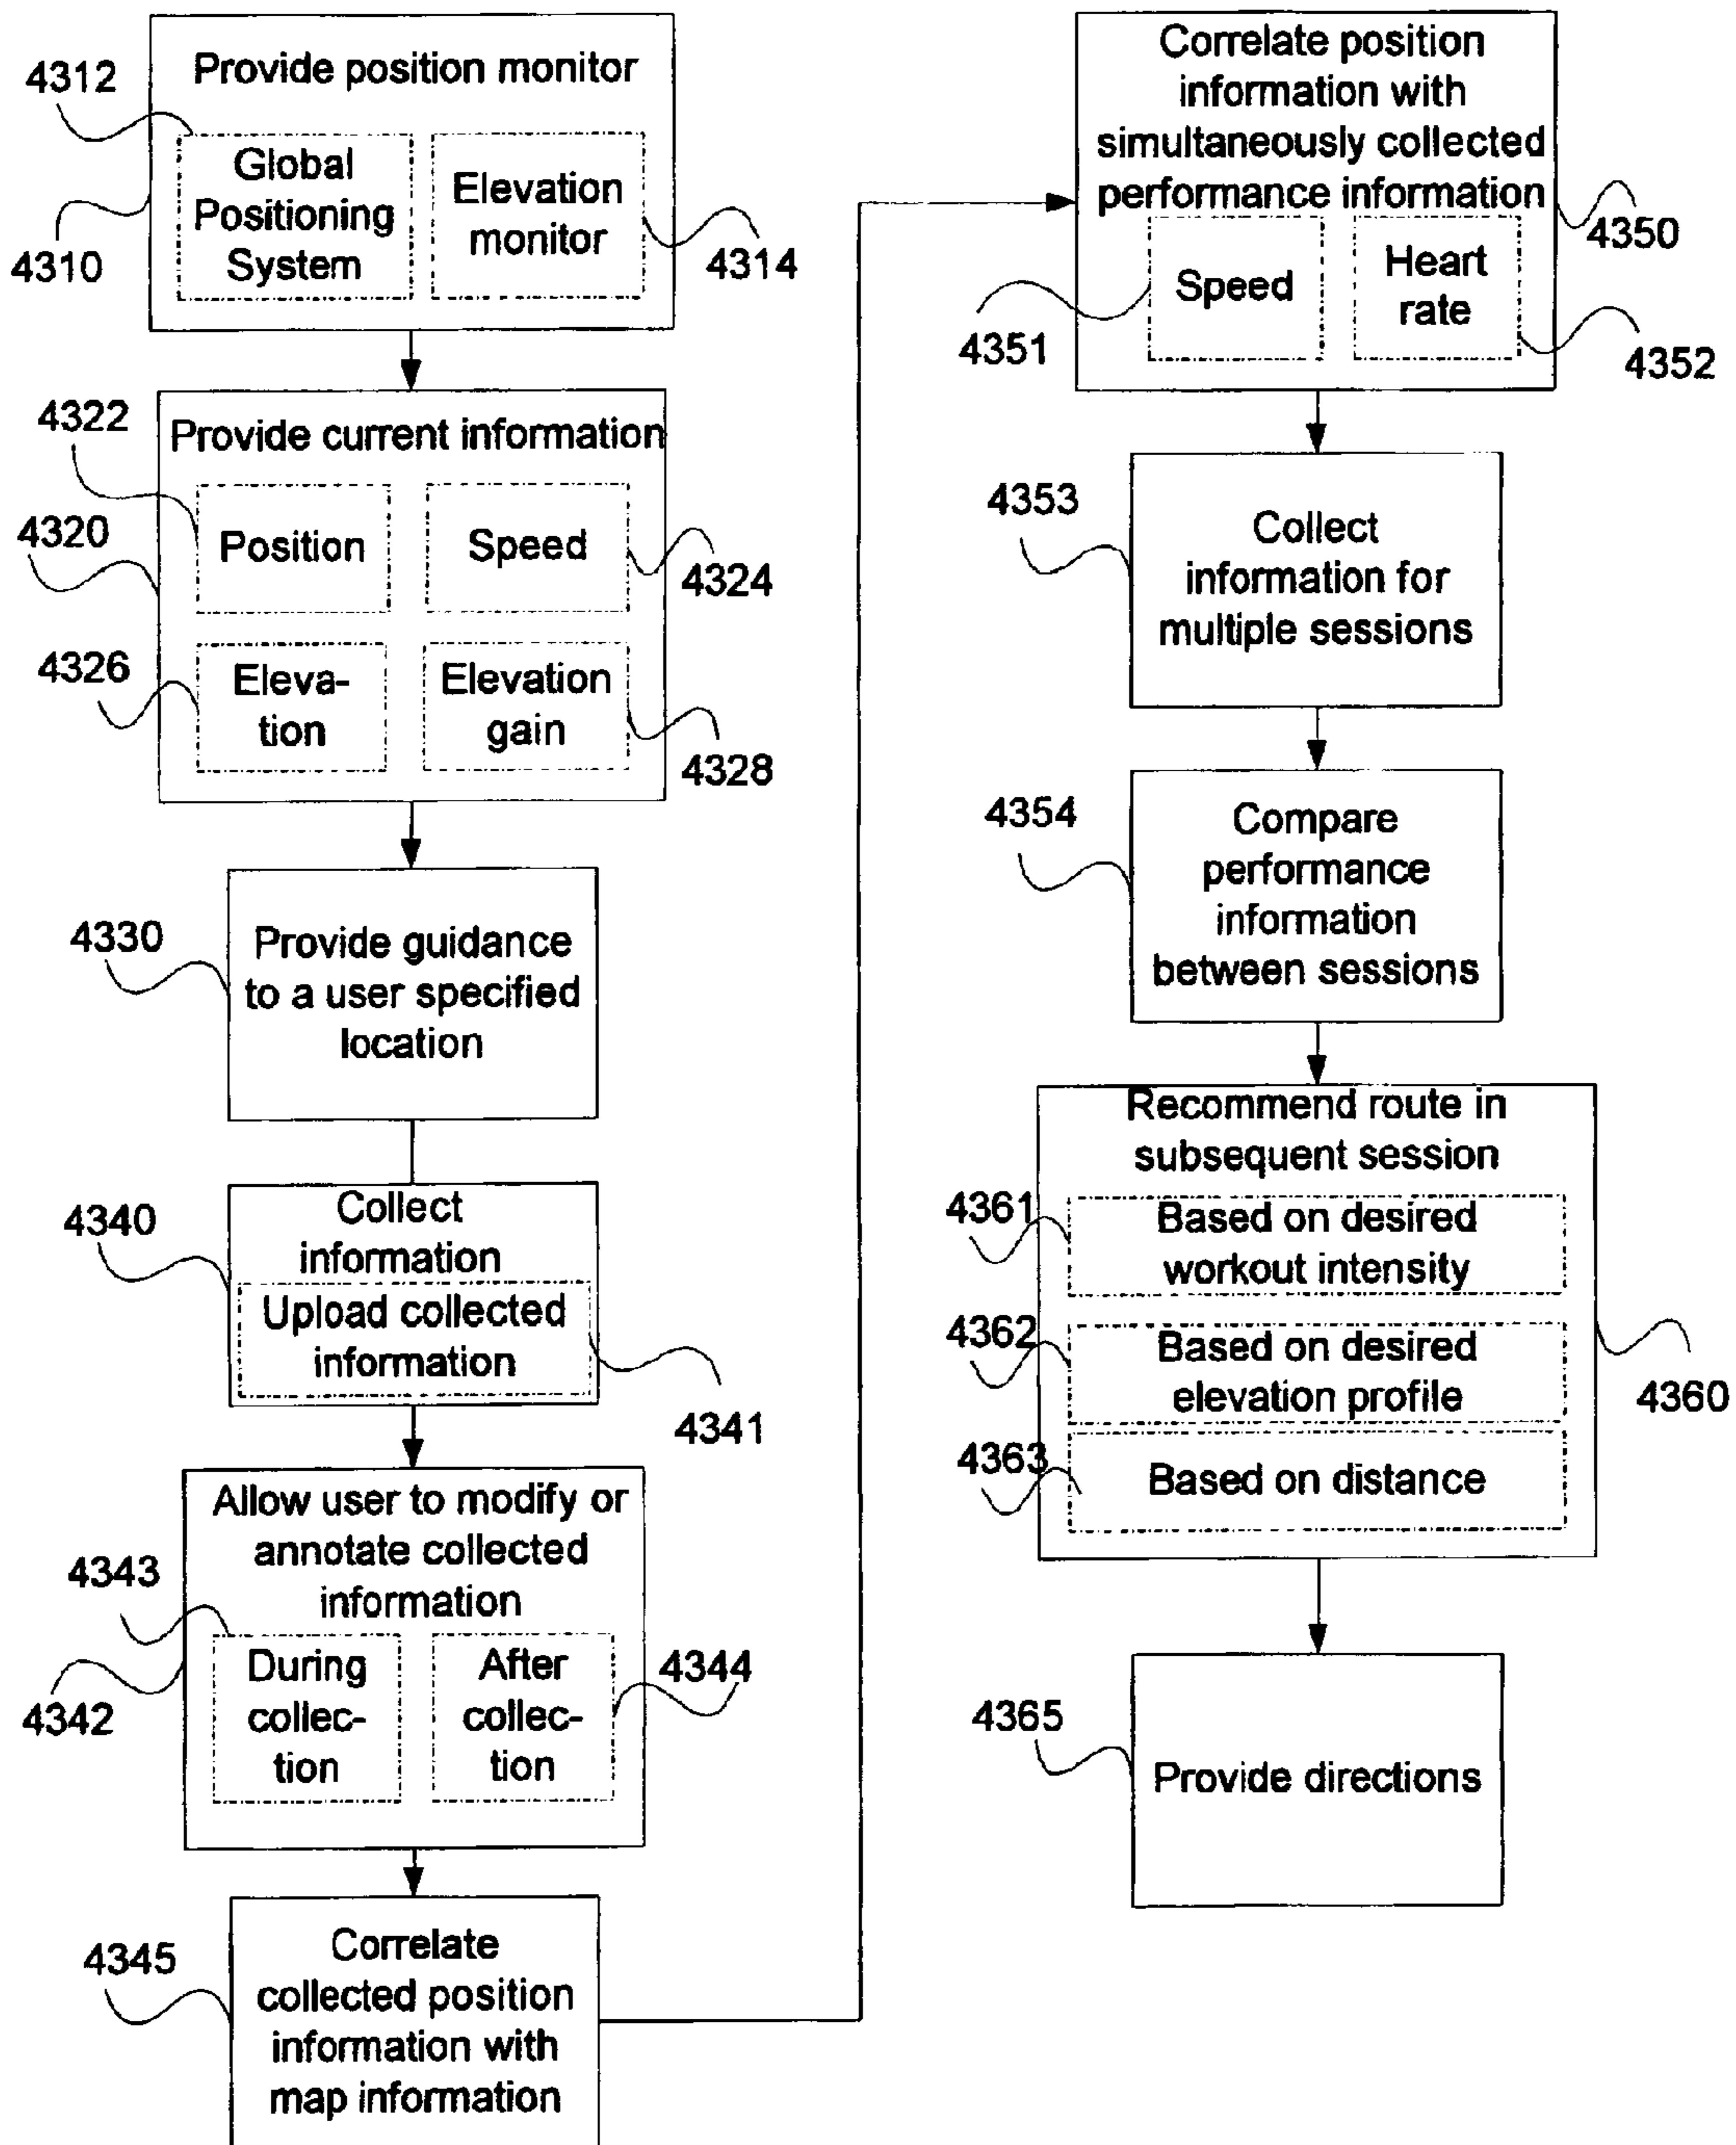 Provide position monitor
4312
Global
Positioning
System
Elevation
monitor
4310
4314
Provide current information
4322
Position
Speed
4320
4324
4326
Eleva-
tion
Elevation
gain
4328
4330
Provide guidance
to a user specified
location
4340
Collect
information
Upload collected
information
4341
Allow user to modify or
annotate collected
information
4343
During
collec-
tion
After
collec-
tion
4344
4342
4345
Correlate
collected position
information with
map information
Correlate position
information with
simultaneously collected
performance information
4350
Speed
Heart
rate
4351
4352
4353
Collect
information for
multiple sessions
4354
Compare
performance
information
between sessions
Recommend route in
subsequent session
4361
Based on desired
workout intensity
4362
Based on desired
elevation profile
4360
4363
Based on distance
4365
Provide directions